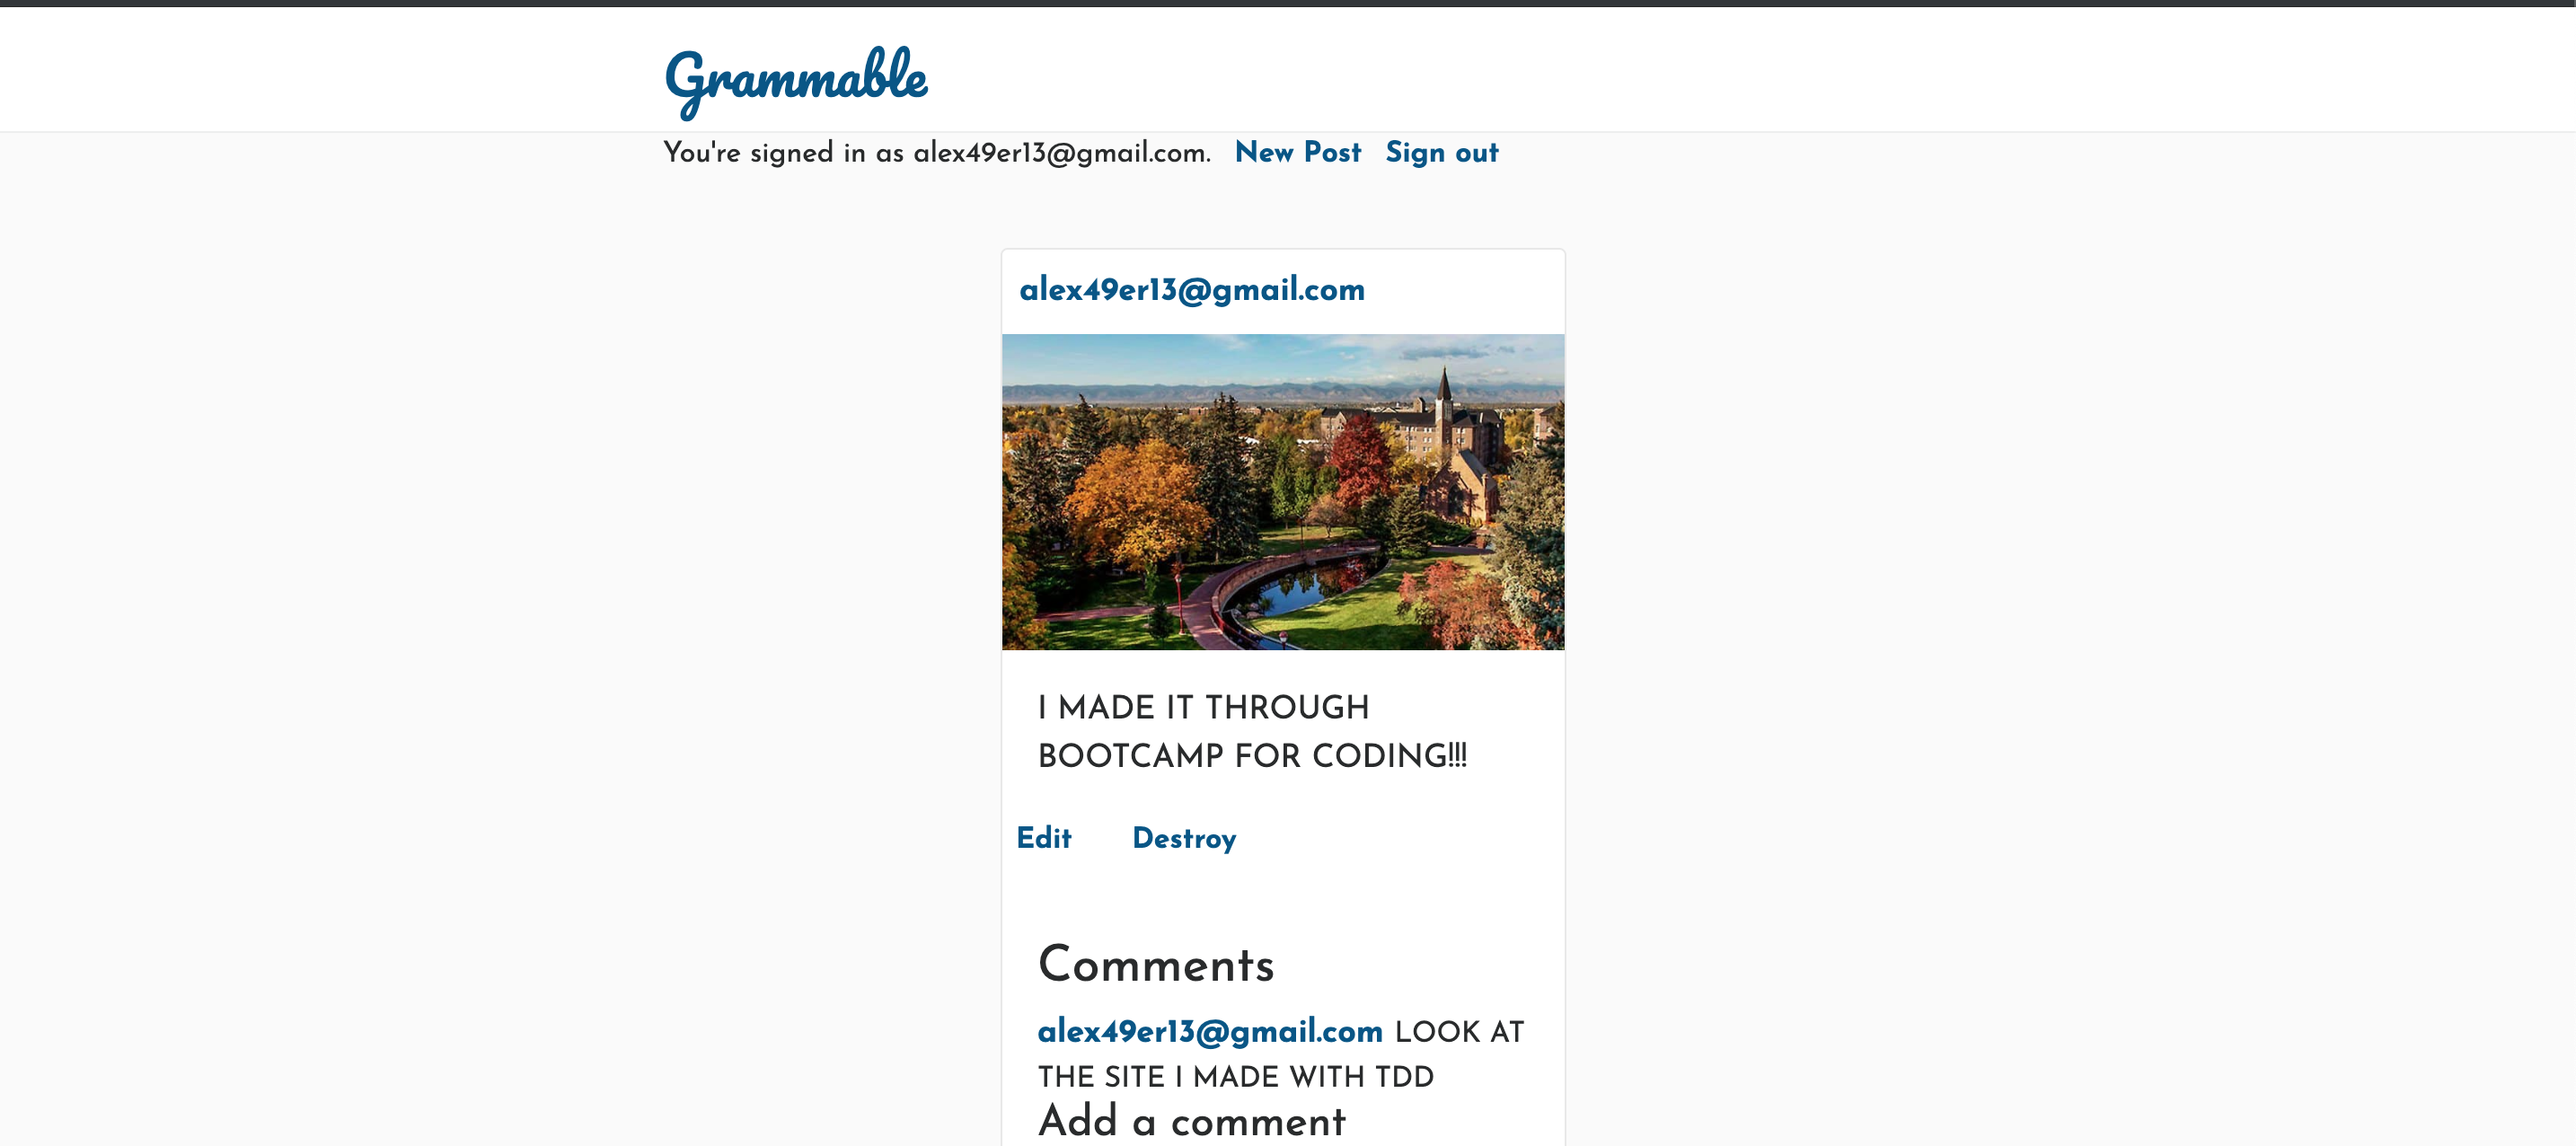 Grammable
You're signed in as alex49er13@gmail.com. New Post Sign out
alex49er13@gmail.com
I MADE IT THROUGH
BOOTCAMP FOR CODING!!!
Edit Destroy
Comments
alex49er13@gmail.com LOOK AT
THE SITE I MADE WITH TDD
Add a comment